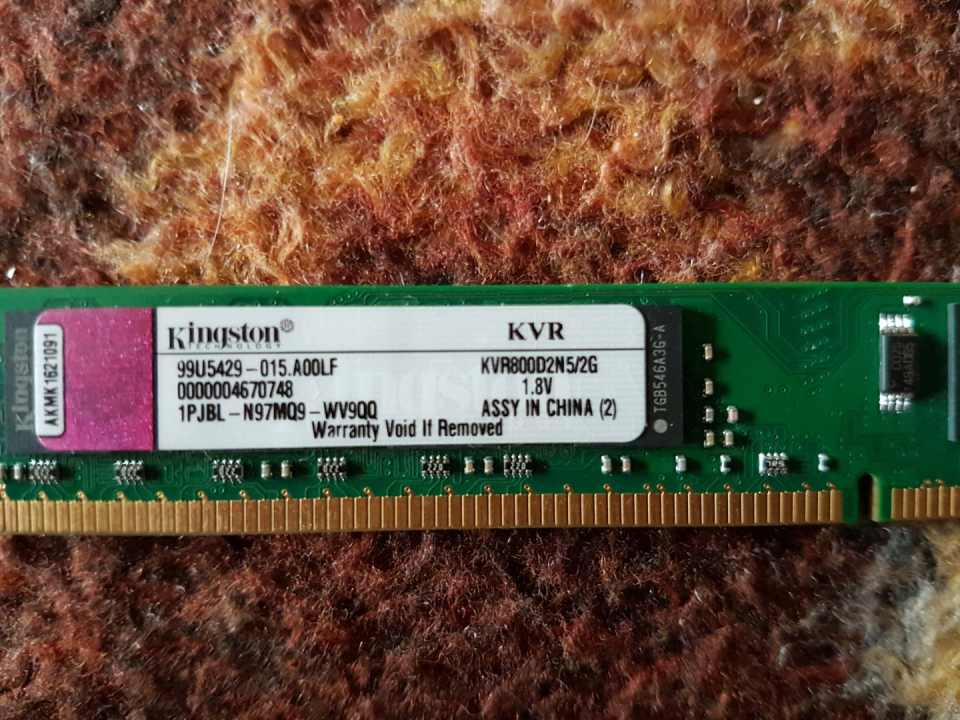 Kingston
AKMK1621091
Kingston®
TECHNOLOGY
KVR
99U5429-015.A00LF
KVR800D2N5/2G
0000004670748
1.8V
1PJBL-N97MQ9-WV9QQ
ASSY IN CHINA (2)
Warranty Void If Removed
TGB546A3G-A